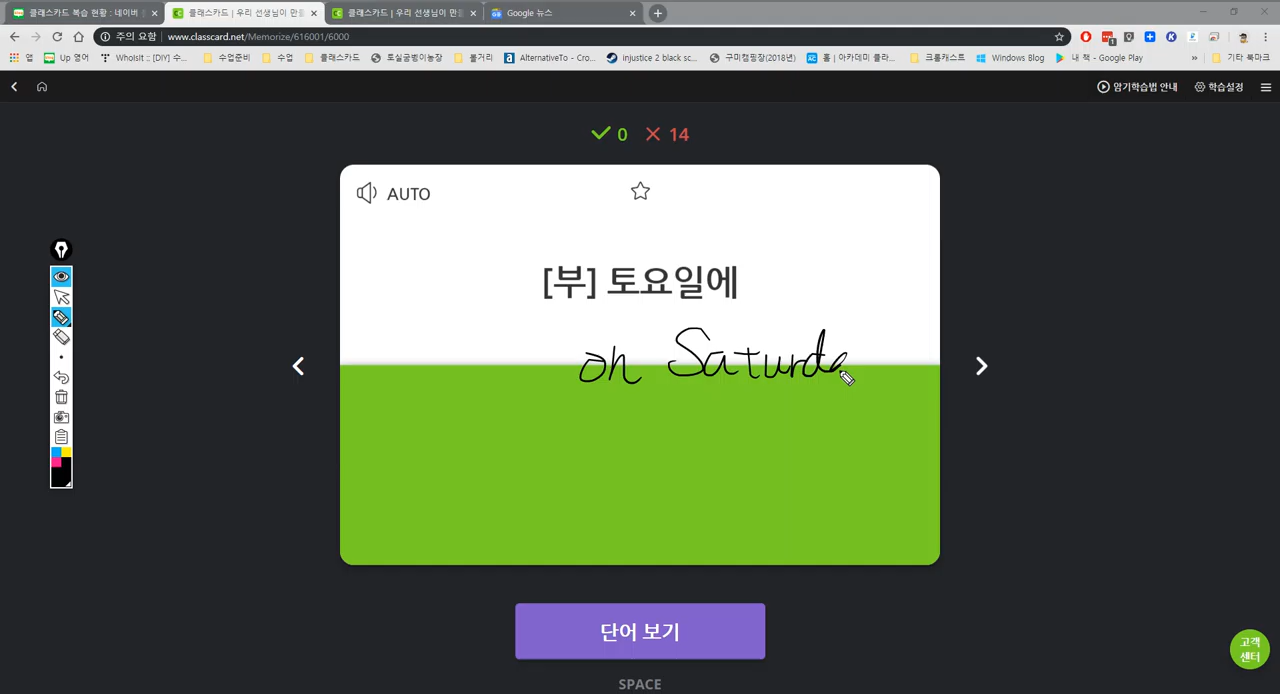 클래스카드 복습 현황 : 네이버
클래스카드 | 우리 선생님이 만들
클래스카드 | 우리 선생님이 만
Google 뉴스
주의 요함 www.classcard.net/Memorize/616001/6000
앱 Up 영어 WhoIsIt :: [DIY] 수... 수업준비 수업 클래스카드 토실굼벵이농장 볼거리 AlternativeTo - Cro... injustice 2 black sc... 구미캠핑장(2018년) 홈 | 아카데미 플라... 크롬캐스트 Windows Blog 내 책 - Google Play » 기타 북마크
암기학습법 안내 학습설정
0 14
AUTO
[부] 토요일에
on Saturda
단어 보기
SPACE
고객
센터